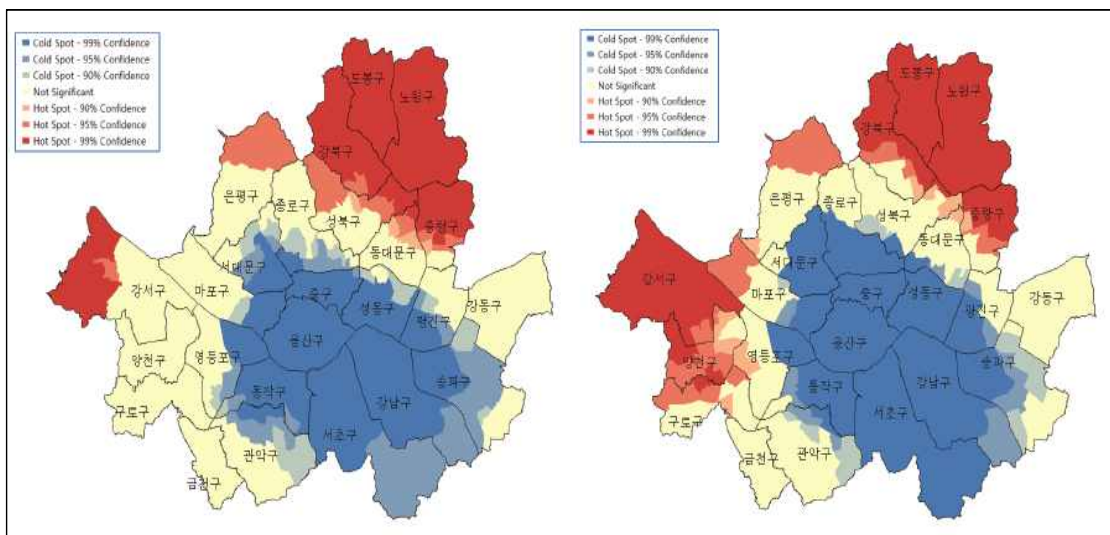 Cold Spot - 99% Confidence
Cold Spot - 95% Confidence
Cold Spot - 90% Confidence
Not Significant
Hot Spot - 90% Confidence
Hot Spot - 95% Confidence
Hot Spot - 99% Confidence
도봉구
노원구
강북구
은평구
종로구
성북구
중랑구
동대문구
서대문구
강서구
마포구
중구
성동구
광진구
강동구
용산구
양천구
영등포구
동작구
강남구
송파구
구로구
서초구
관악구
금천구
Cold Spot - 99% Confidence
Cold Spot - 95% Confidence
Cold Spot - 90% Confidence
Not Significant
Hot Spot - 90% Confidence
Hot Spot - 95% Confidence
Hot Spot - 99% Confidence
도봉구
노원구
강북구
은평구
종로구
성북구
중랑구
동대문구
서대문구
강서구
마포구
중구
성동구
광진구
강동구
용산구
양천구
영등포구
동작구
강남구
송파구
구로구
서초구
관악구
금천구